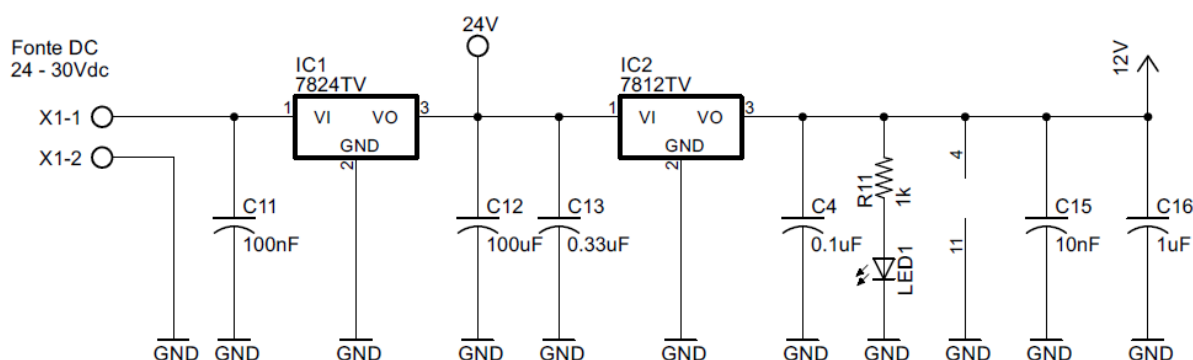 24V
12V
Fonte DC
24 - 30Vdc
IC1
7824TV
IC2
7812TV
X1-1
1
VI
VO
3
1
VI
VO
3
GND
GND
X1-2
2
2
4
C11
100nF
C12
100uF
C13
0.33uF
C4
0.1uF
R11
1k
11
C15
10nF
C16
1uF
LED1
GND
GND
GND
GND
GND
GND
GND
GND
GND
GND
GND